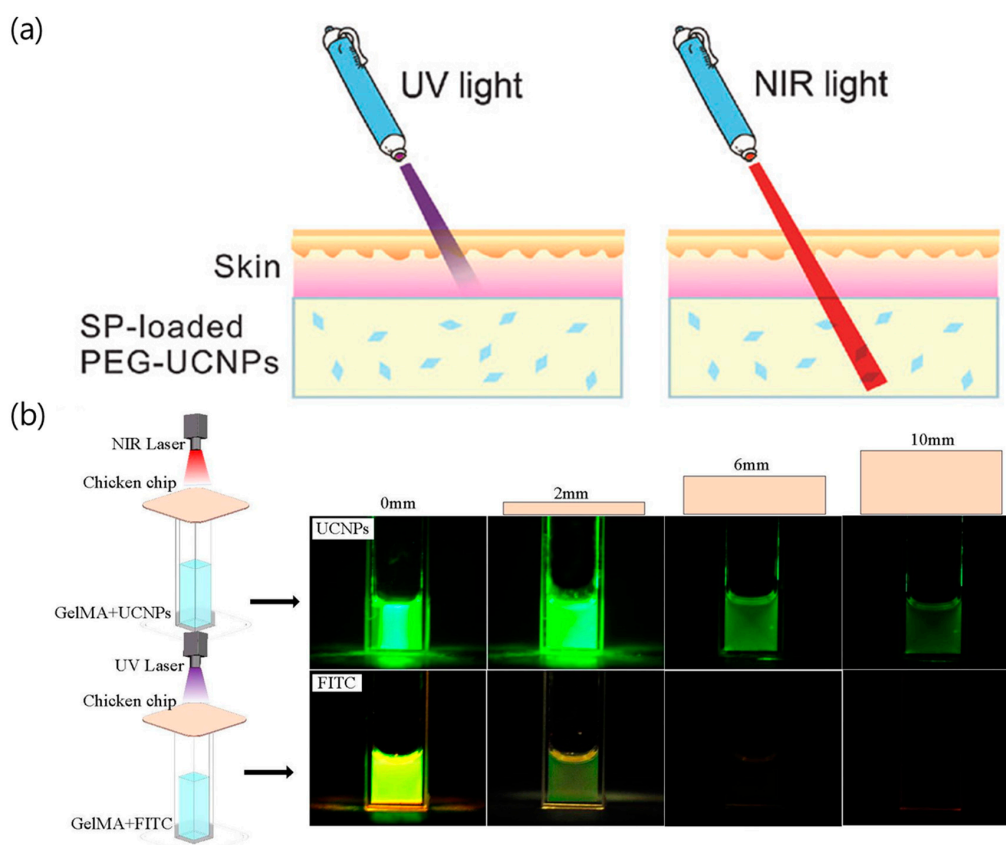 (a)
UV light
NIR light
Skin
SP-loaded
PEG-UCNPs
(b)
NIR Laser
Chicken chip
GelMA+UCNPs
UV Laser
Chicken chip
GelMA+FITC
0mm
2mm
6mm
10mm
UCNPs
FITC